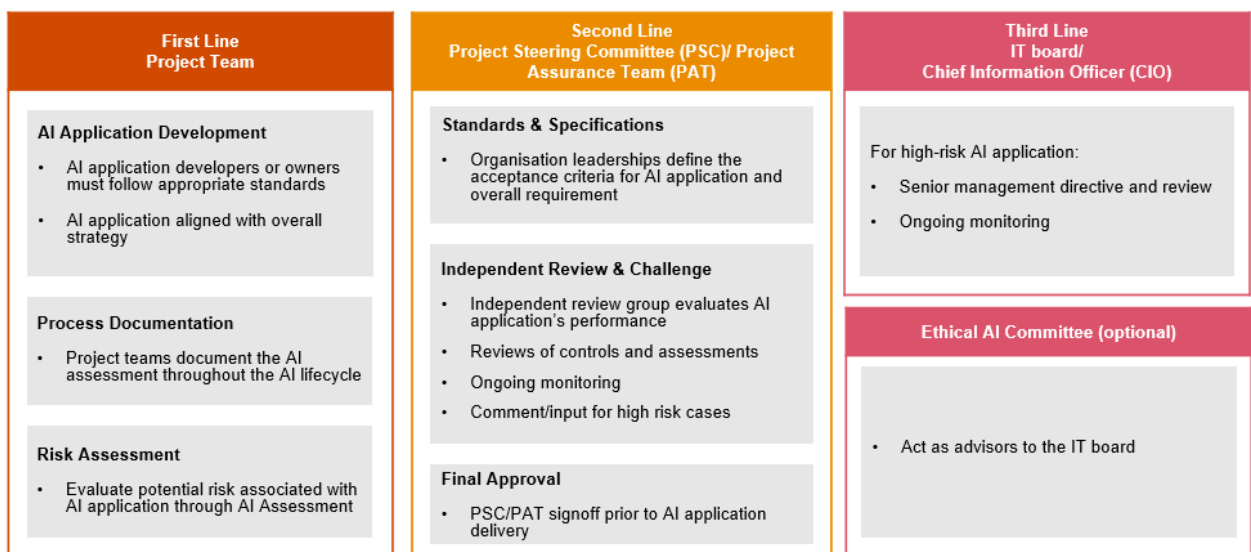 First Line
Project Team
AI Application Development
• AI application developers or owners
must follow appropriate standards
• AI application aligned with overall
strategy
Process Documentation
• Project teams document the AI
assessment throughout the AI lifecycle
Risk Assessment
• Evaluate potential risk associated with
AI application through AI Assessment
Second Line
Project Steering Committee (PSC)/ Project
Assurance Team (PAT)
Standards & Specifications
• Organisation leaderships define the
acceptance criteria for AI application and
overall requirement
Independent Review & Challenge
• Independent review group evaluates AI
application’s performance
• Reviews of controls and assessments
• Ongoing monitoring
• Comment/input for high risk cases
Final Approval
• PSC/PAT signoff prior to AI application
delivery
Third Line
IT board/
Chief Information Officer (CIO)
For high-risk AI application:
• Senior management directive and review
• Ongoing monitoring
Ethical AI Committee (optional)
• Act as advisors to the IT board